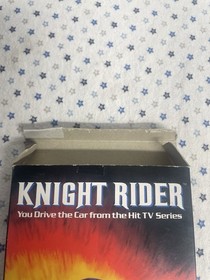 KNIGHT RIDER
You Drive the Car from the Hit TV Series